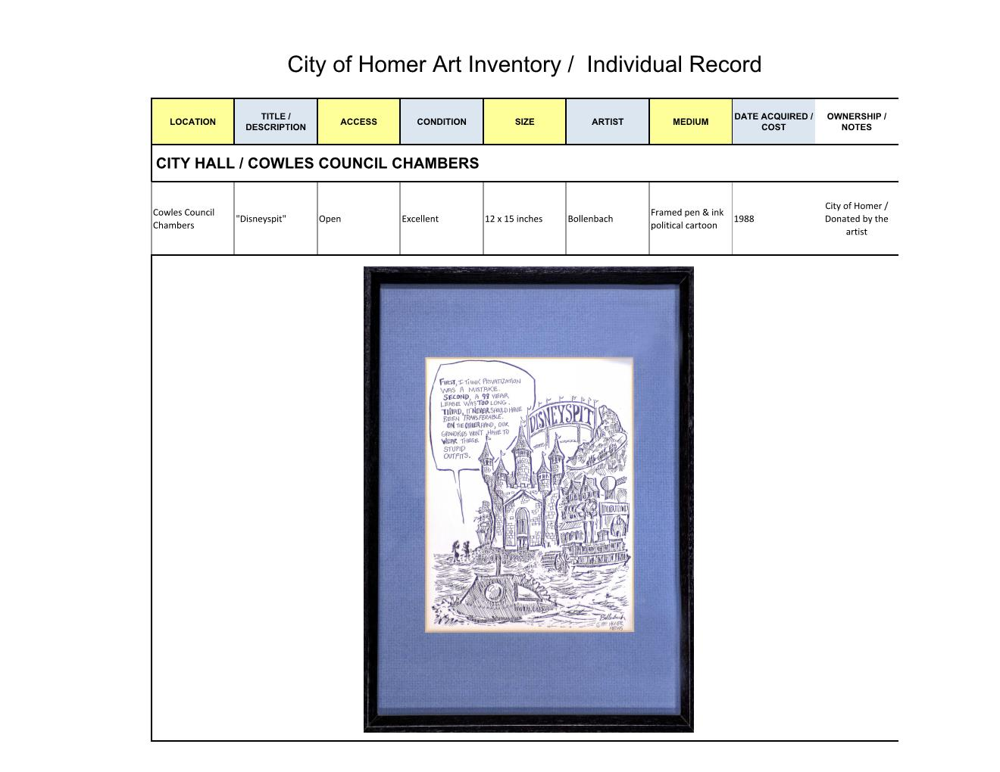 City of Homer Art Inventory /  Individual Record
LOCATION
TITLE /
DESCRIPTION
ACCESS
CONDITION
SIZE
ARTIST
MEDIUM
DATE ACQUIRED /
COST
OWNERSHIP /
NOTES
CITY HALL / COWLES COUNCIL CHAMBERS
Cowles Council
Chambers
"Disneyspit"
Open
Excellent
12 x 15 inches
Bollenbach
Framed pen & ink
political cartoon
1988
City of Homer /
Donated by the
artist
FIRST, I THINK PRIVATIZATION
WAS A MISTAKE.
SECOND, A 99 YEAR
LEASE WAS TOO LONG.
THIRD, IT NEVER SHOULD HAVE
BEEN TRANSFERABLE.
ON THE OTHER HAND, OUR
GRANDKIDS WON'T HAVE TO
WEAR THESE
STUPID
OUTFITS.
DISNEYSPIT
Bollenbach
HOMER
NEWS